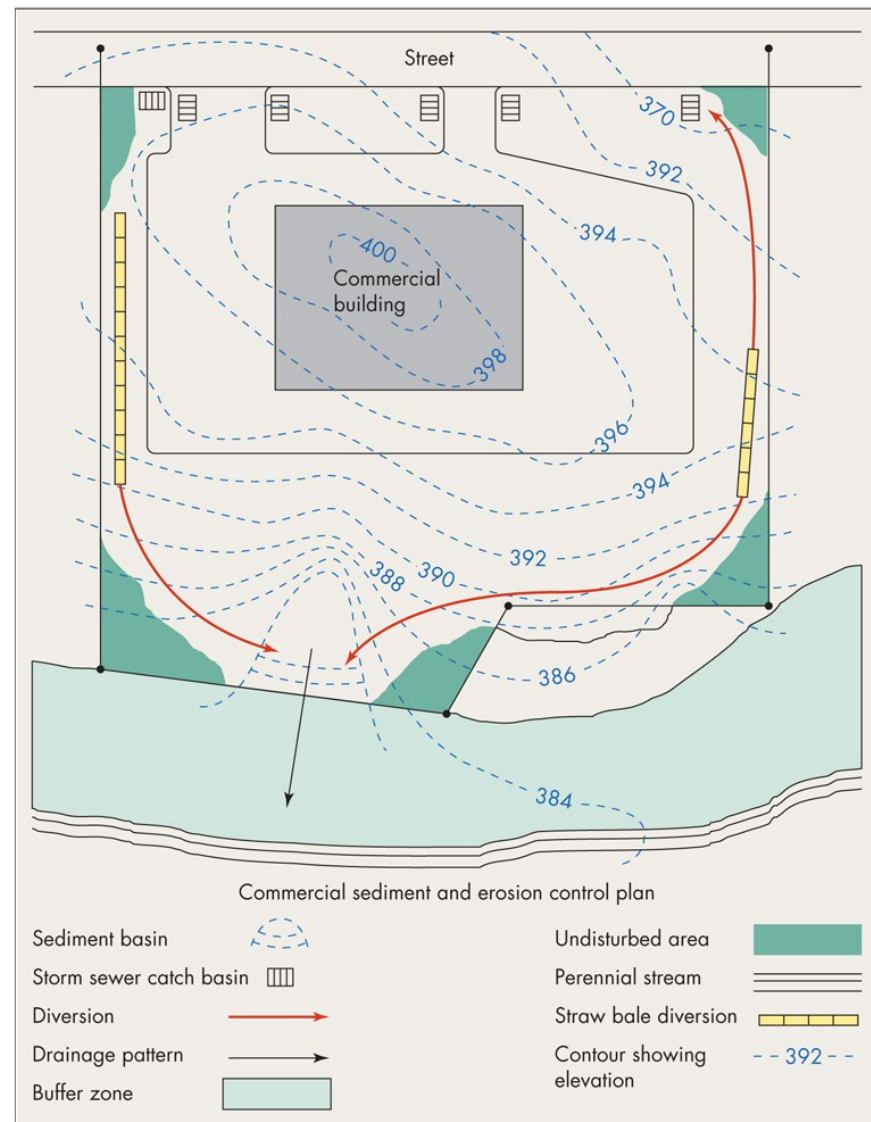 Street
370
392
394
400
Commercial
building
398
396
394
392
390
388
386
384
Commercial sediment and erosion control plan
Sediment basin
Storm sewer catch basin
Diversion
Drainage pattern
Buffer zone
Undisturbed area
Perennial stream
Straw bale diversion
Contour showing
elevation
392